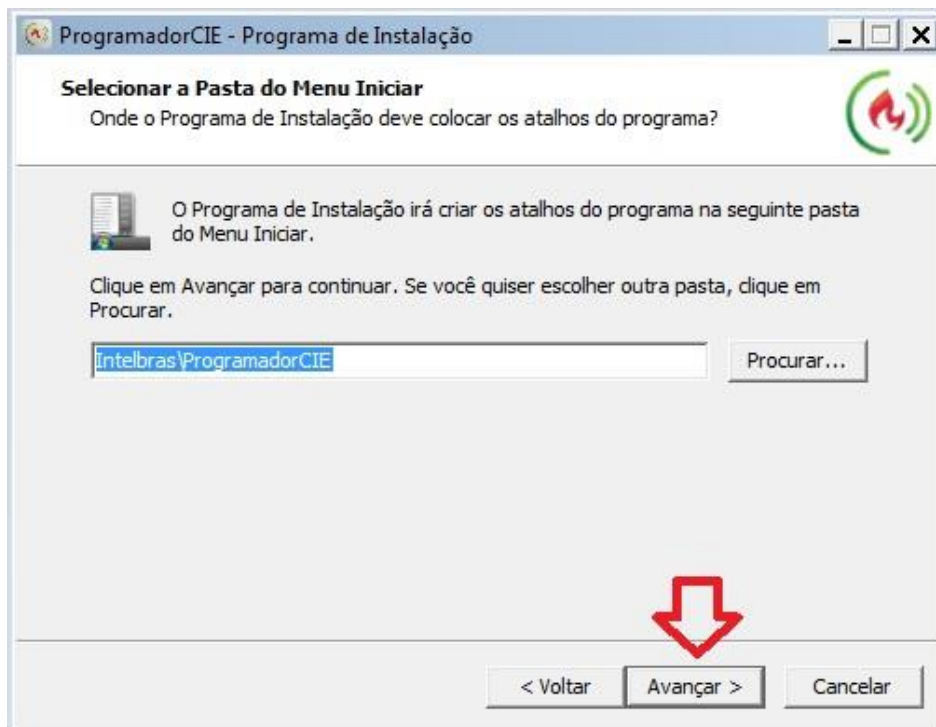 ProgramadorCIE - Programa de Instalação
Selecionar a Pasta do Menu Iniciar
Onde o Programa de Instalação deve colocar os atalhos do programa?
O Programa de Instalação irá criar os atalhos do programa na seguinte pasta
do Menu Iniciar.
Clique em Avançar para continuar. Se você quiser escolher outra pasta, clique em
Procurar.
Intelbras\ProgramadorCIE
Procurar...
< Voltar
Avançar >
Cancelar